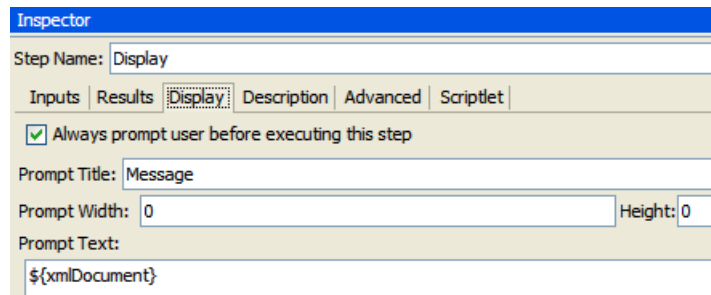 Inspector
Step Name: Display
Inputs Results Display Description Advanced Scriptlet
Always prompt user before executing this step
Prompt Title: Message
Prompt Width: 0 Height: 0
Prompt Text:
${xmlDocument}